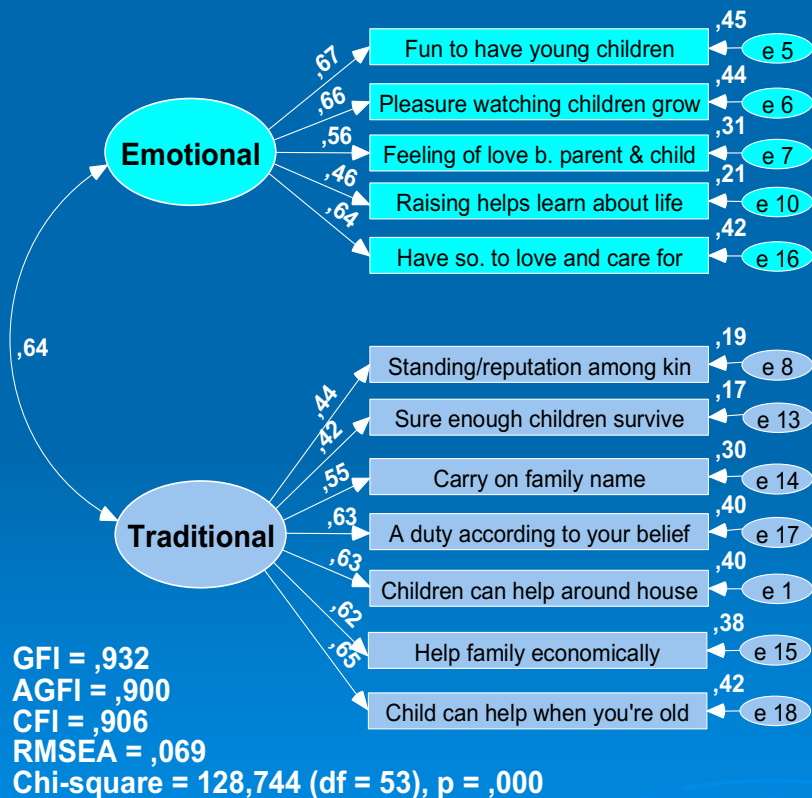 ,45
Fun to have young children
e 5
,67
,44
Pleasure watching children grow
e 6
,66
,31
Emotional
Feeling of love b. parent & child
e 7
,56
,21
Raising helps learn about life
e 10
,46
,42
Have so. to love and care for
e 16
,64
,64
,19
Standing/reputation among kin
e 8
,44
,17
Sure enough children survive
e 13
,42
,30
Carry on family name
e 14
,55
,40
Traditional
A duty according to your belief
e 17
,63
,40
Children can help around house
e 1
,63
,38
Help family economically
e 15
,62
,42
Child can help when you're old
e 18
,65
GFI = ,932
AGFI = ,900
CFI = ,906
RMSEA = ,069
Chi-square = 128,744 (df = 53), p = ,000